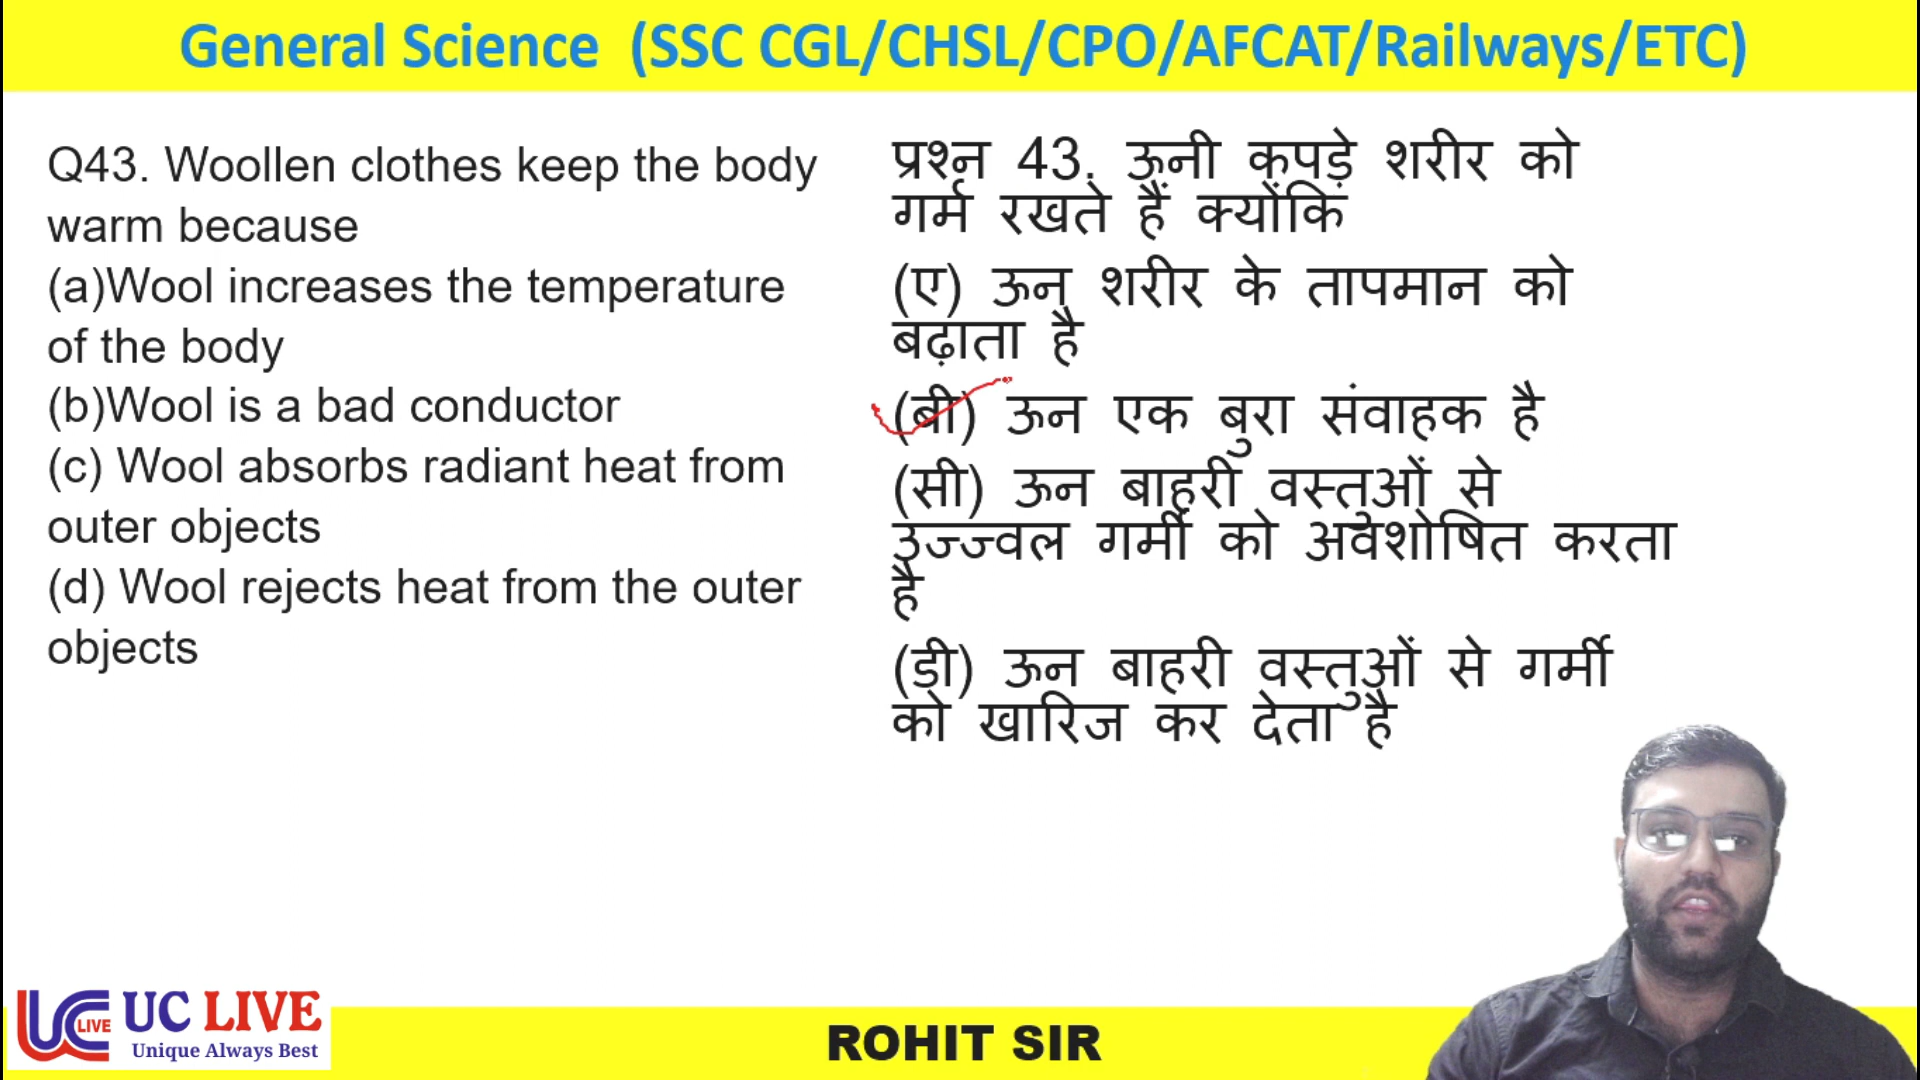 General Science (SSC CGL/CHSL/CPO/AFCAT/Railways/ETC)
Q43. Woollen clothes keep the body
warm because
(a)Wool increases the temperature
of the body
(b)Wool is a bad conductor
(c) Wool absorbs radiant heat from
outer objects
(d) Wool rejects heat from the outer
objects
प्रश्न 43. ऊनी कपड़े शरीर को
गर्म रखते हैं क्योंकि
(ए) ऊन शरीर के तापमान को
बढ़ाता है
(बी) ऊन एक बुरा संवाहक है
(सी) ऊन बाहरी वस्तुओं से
उज्ज्वल गर्मी को अवशोषित करता
है
(डी) ऊन बाहरी वस्तुओं से गर्मी
को खारिज कर देता है
LIVE
UC LIVE
Unique Always Best
ROHIT SIR